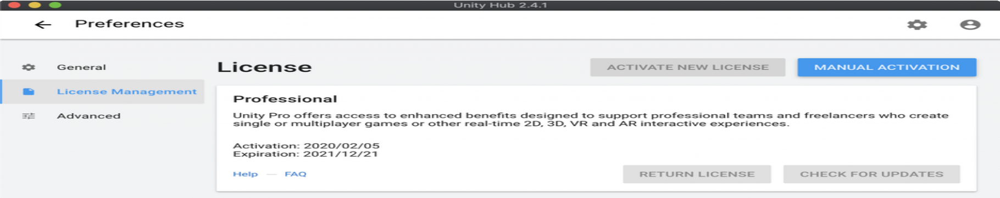 Unity Hub 2.4.1
Preferences
General
License Management
Advanced
License
ACTIVATE NEW LICENSE
MANUAL ACTIVATION
Professional
Unity Pro offers access to enhanced benefits designed to support professional teams and freelancers who create
single or multiplayer games or other real-time 2D, 3D, VR and AR interactive experiences.
Activation: 2020/02/05
Expiration: 2021/12/21
Help — FAQ
RETURN LICENSE
CHECK FOR UPDATES